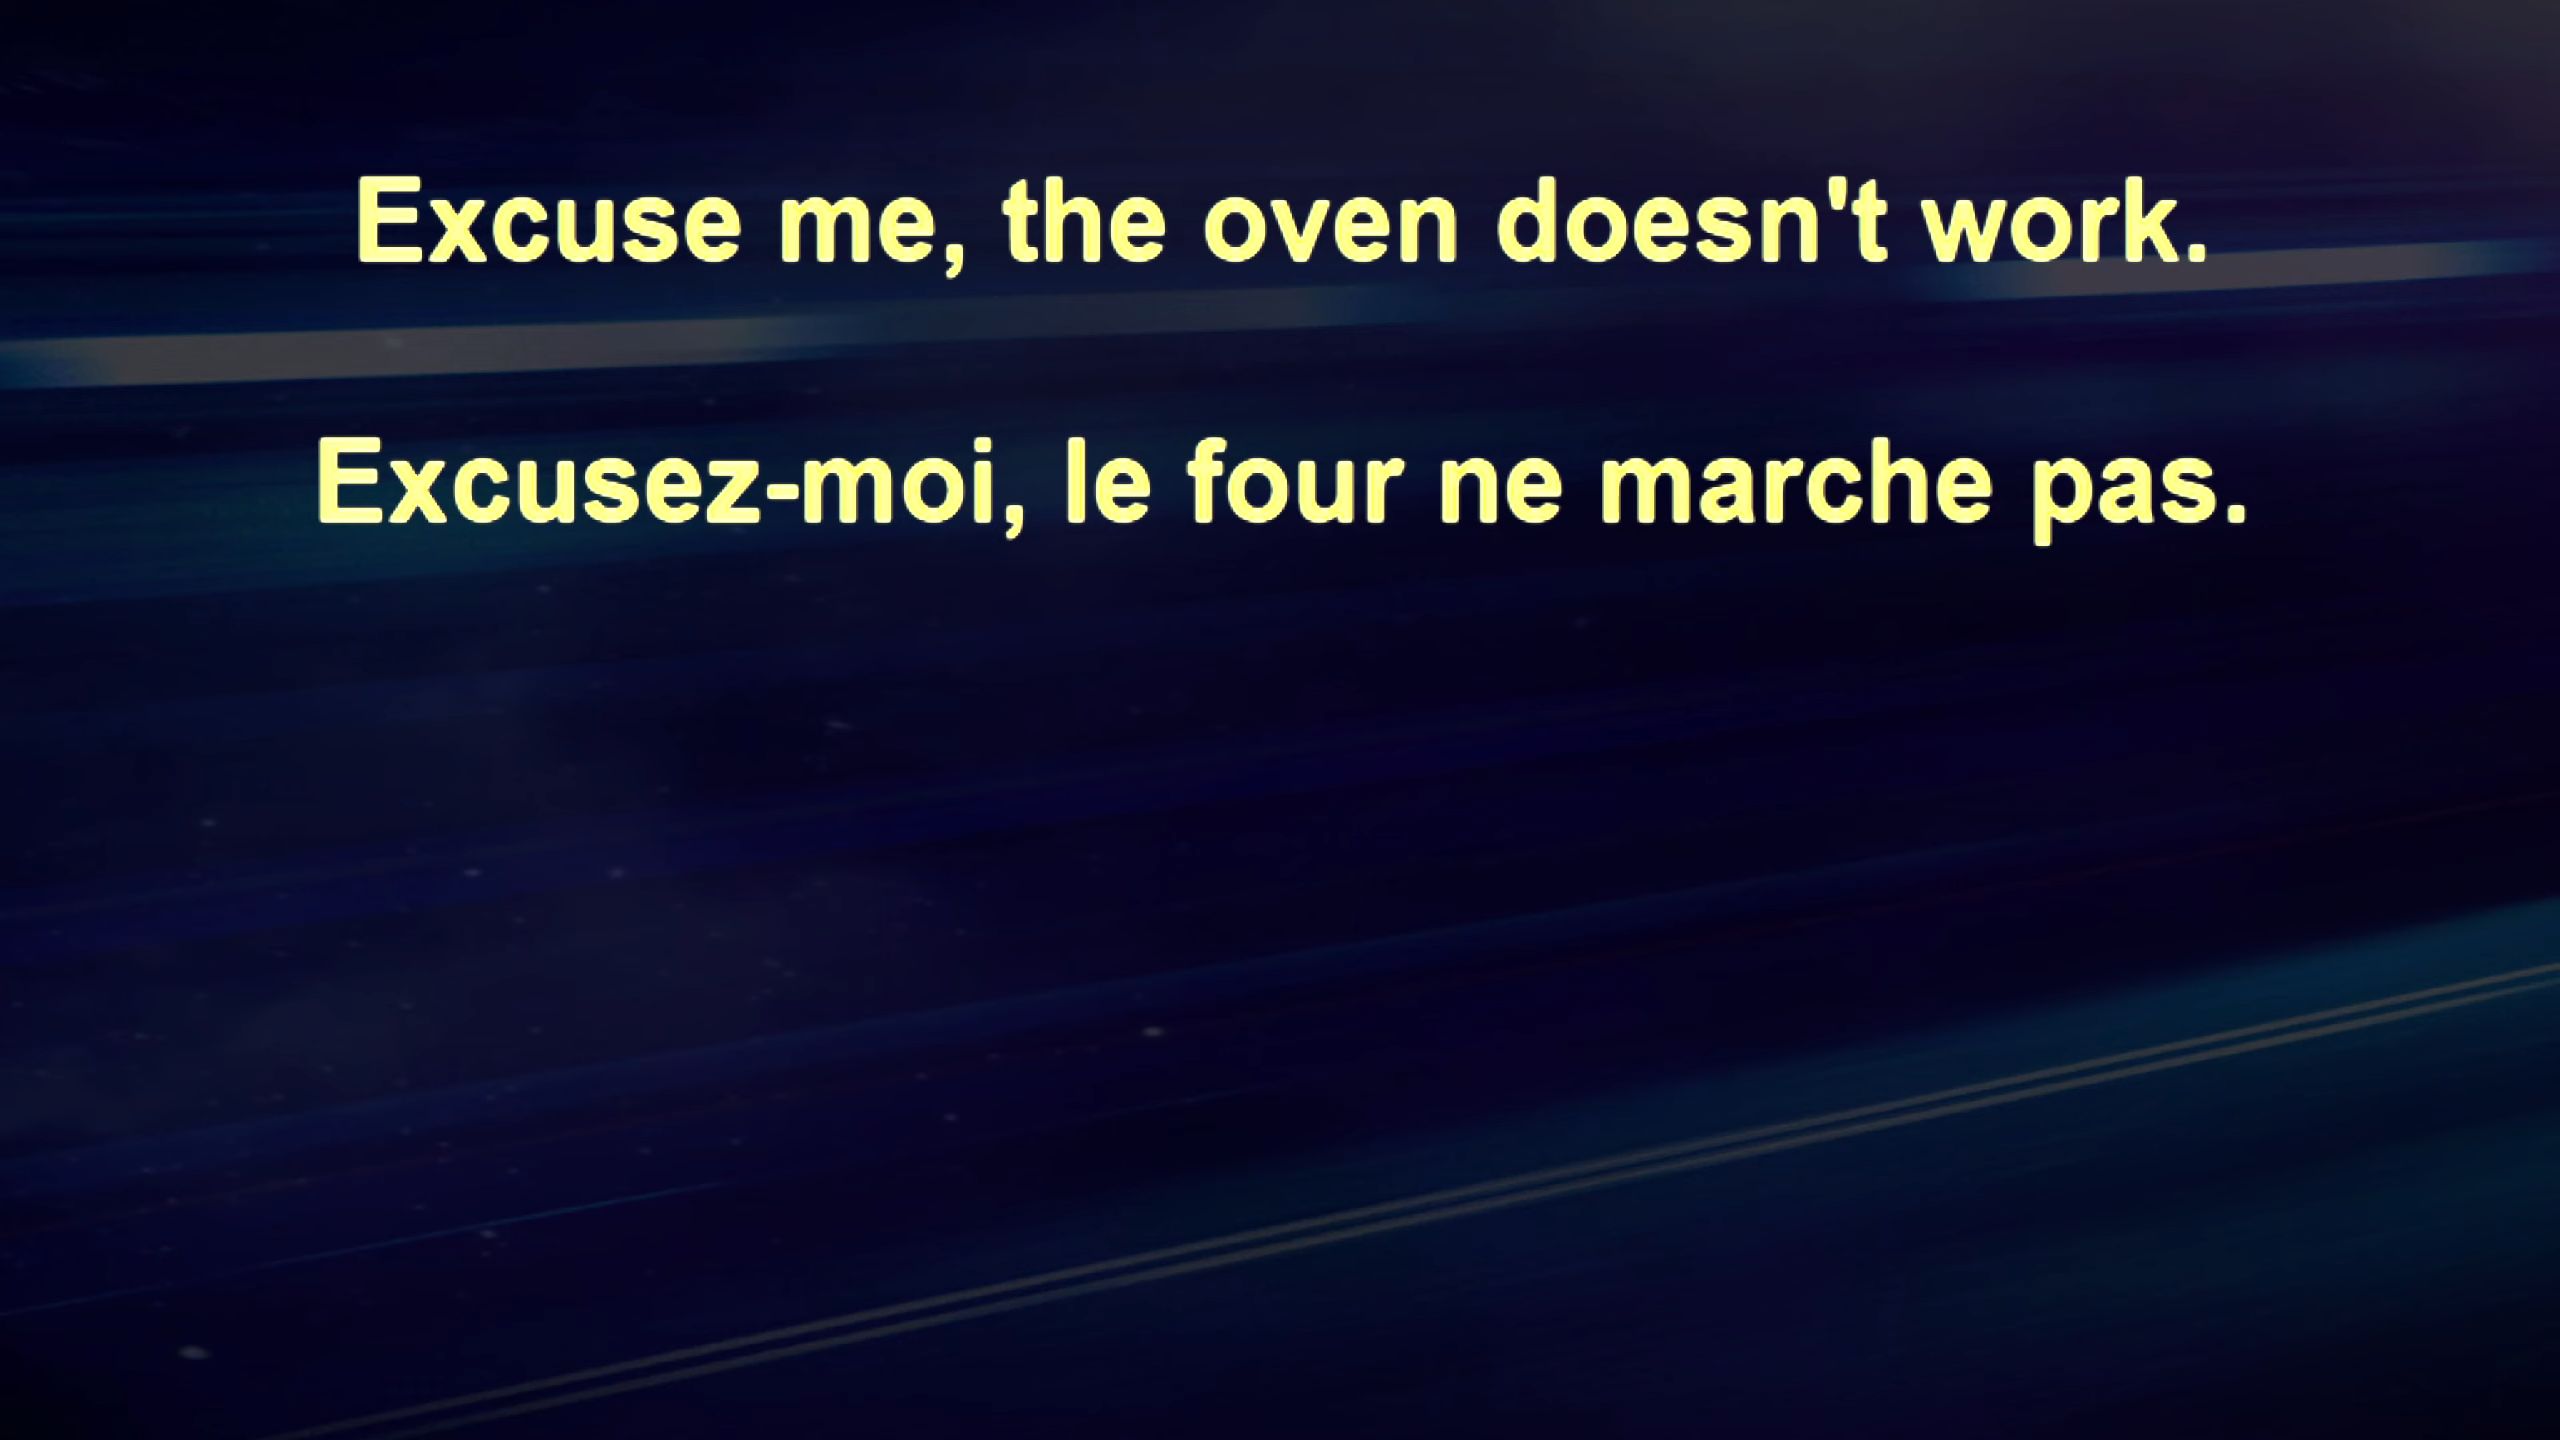 Excuse me, the oven doesn't work.
Excusez-moi, le four ne marche pas.